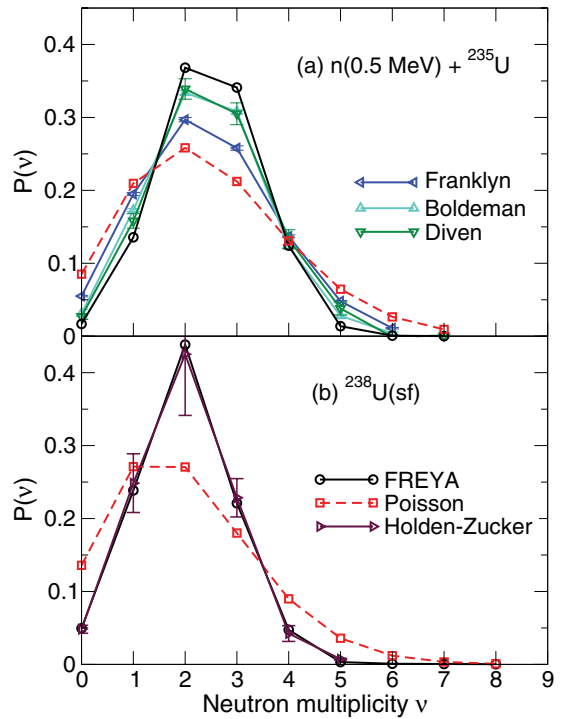 0.4
(a) n(0.5 MeV) + ²³⁵U
0.3
P(ν)
0.2
Franklyn
Boldeman
Diven
0.1
0
0.4
(b) ²³⁸U(sf)
0.3
P(ν)
FREYA
Poisson
Holden-Zucker
0.2
0.1
0
0 1 2 3 4 5 6 7 8 9
Neutron multiplicity ν